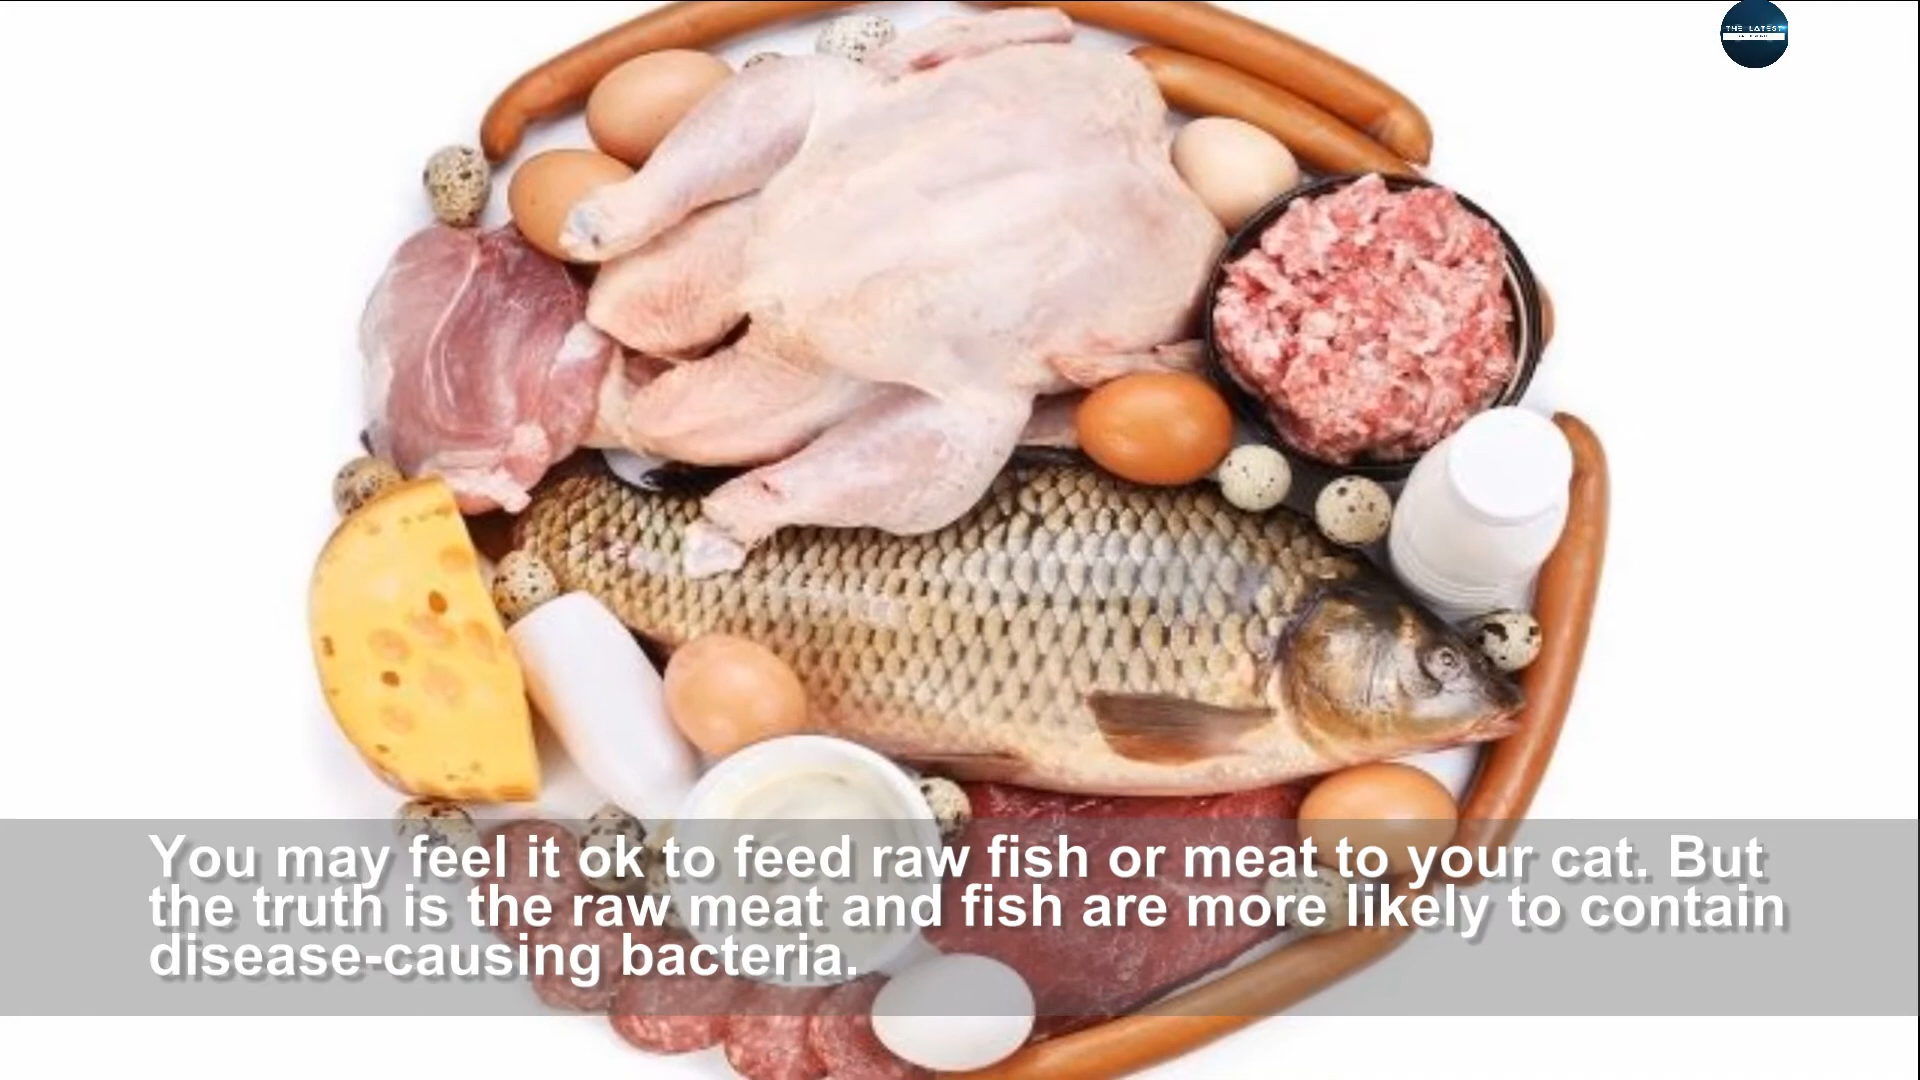 THE LATEST
You may feel it ok to feed raw fish or meat to your cat. But
the truth is the raw meat and fish are more likely to contain
disease-causing bacteria.